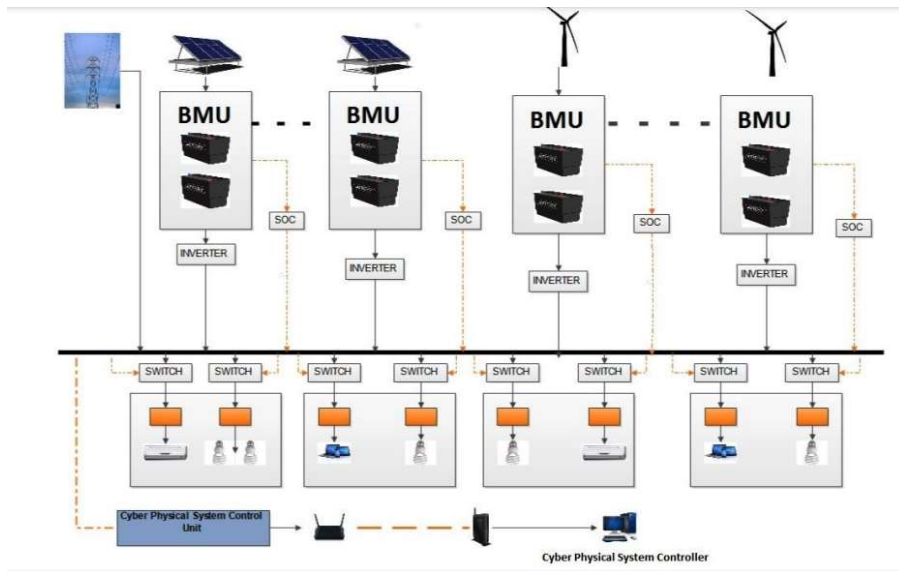 BMU
BMU
BMU
BMU
SOC
SOC
SOC
SOC
INVERTER
INVERTER
INVERTER
INVERTER
SWITCH
SWITCH
SWITCH
SWITCH
SWITCH
SWITCH
SWITCH
SWITCH
Cyber Physical System Control
Unit
Cyber Physical System Controller